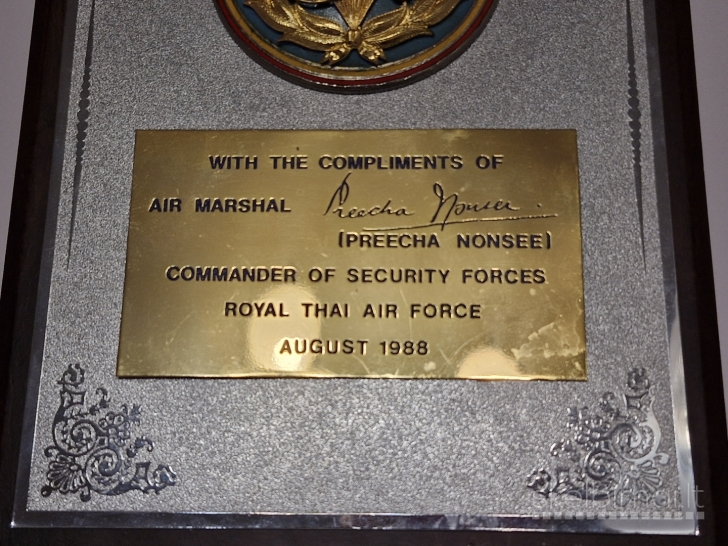 WITH THE COMPLIMENTS OF
AIR MARSHAL Preecha Nonsee.
(PREECHA NONSEE)
COMMANDER OF SECURITY FORCES
ROYAL THAI AIR FORCE
AUGUST 1988